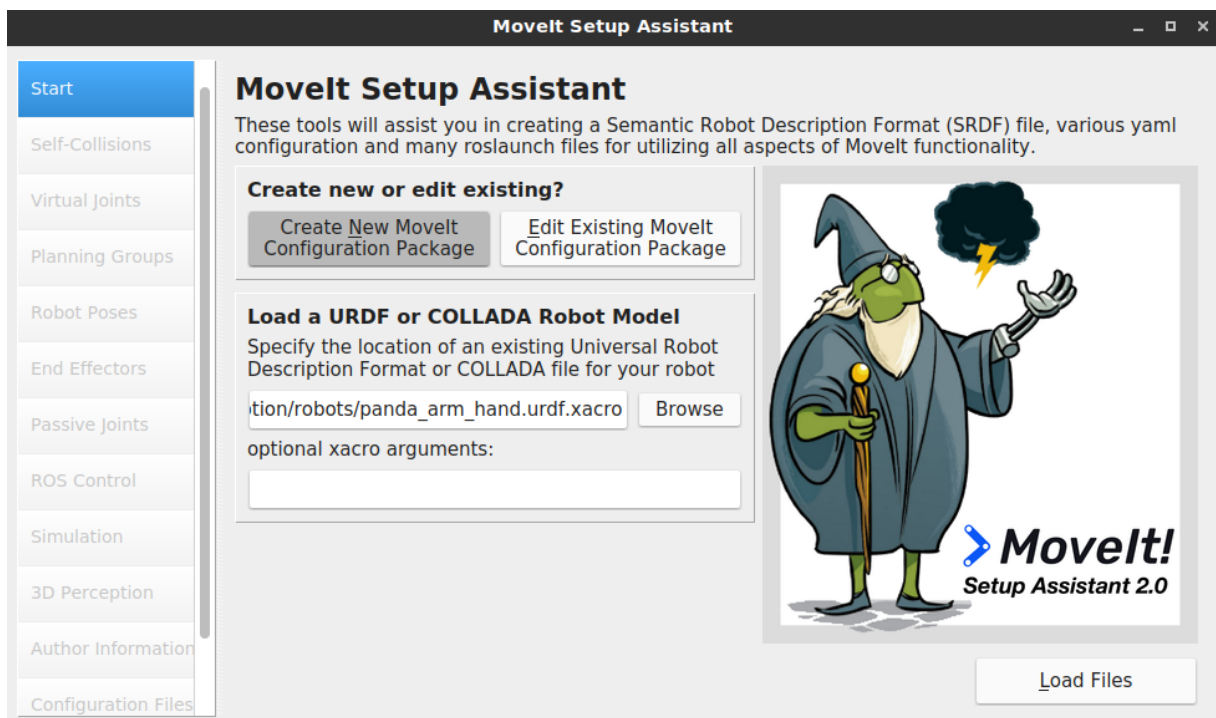 MoveIt Setup Assistant
Start
Self-Collisions
Virtual Joints
Planning Groups
Robot Poses
End Effectors
Passive Joints
ROS Control
Simulation
3D Perception
Author Information
Configuration Files
MoveIt Setup Assistant
These tools will assist you in creating a Semantic Robot Description Format (SRDF) file, various yaml
configuration and many roslaunch files for utilizing all aspects of MoveIt functionality.
Create new or edit existing?
Create New MoveIt
Configuration Package
Edit Existing MoveIt
Configuration Package
Load a URDF or COLLADA Robot Model
Specify the location of an existing Universal Robot
Description Format or COLLADA file for your robot
tion/robots/panda_arm_hand.urdf.xacro
Browse
optional xacro arguments:
MoveIt!
Setup Assistant 2.0
Load Files